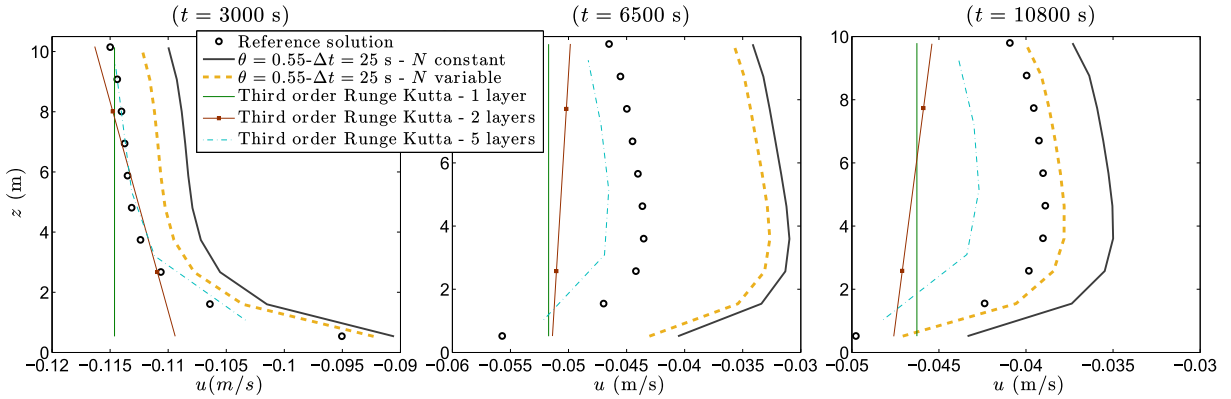 (t = 3000 s)
(t = 6500 s)
(t = 10800 s)
Reference solution
θ = 0.55-Δt = 25 s - N constant
θ = 0.55-Δt = 25 s - N variable
Third order Runge Kutta - 1 layer
Third order Runge Kutta - 2 layers
Third order Runge Kutta - 5 layers
z (m)
10
8
6
4
2
0
−0.12 −0.115 −0.11 −0.105 −0.1 −0.095 −0.09
u(m/s)
10
8
6
4
2
0
−0.06 −0.055 −0.05 −0.045 −0.04 −0.035 −0.03
u (m/s)
10
8
6
4
2
0
−0.05 −0.045 −0.04 −0.035 −0.03
u (m/s)